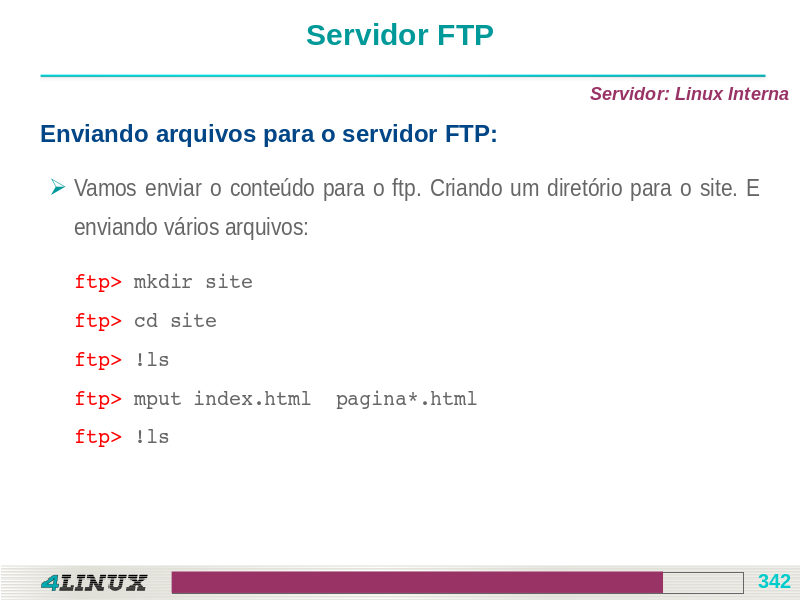 Servidor FTP
Servidor: Linux Interna
Enviando arquivos para o servidor FTP:
Vamos enviar o conteúdo para o ftp. Criando um diretório para o site. E
enviando vários arquivos:
ftp> mkdir site
ftp> cd site
ftp> !ls
ftp> mput index.html  pagina*.html
ftp> !ls
4LINUX
342